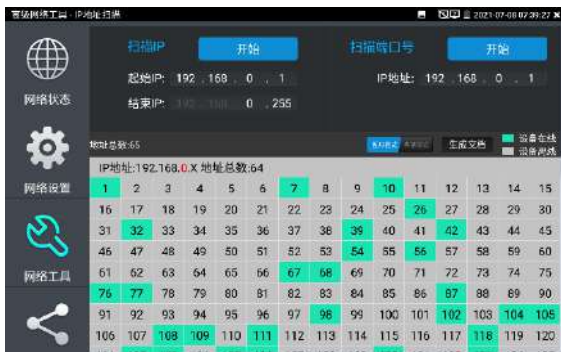 高级网络工具 - IP地址扫描
2021-07-08 07:39:27
扫描IP 开始
扫描端口号 开始
起始IP: 192 . 168 . 0 . 1
IP地址: 192 . 168 . 0 . 1
结束IP: 192 . 168 . 0 . 255
网络状态
地址总数:65
生成文档
设备在线
设备离线
IP地址:192.168.0.X 地址总数:64
网络设置
网络工具
1 2 3 4 5 6 7 8 9 10 11 12 13 14 15
16 17 18 19 20 21 22 23 24 25 26 27 28 29 30
31 32 33 34 35 36 37 38 39 40 41 42 43 44 45
46 47 48 49 50 51 52 53 54 55 56 57 58 59 60
61 62 63 64 65 66 67 68 69 70 71 72 73 74 75
76 77 78 79 80 81 82 83 84 85 86 87 88 89 90
91 92 93 94 95 96 97 98 99 100 101 102 103 104 105
106 107 108 109 110 111 112 113 114 115 116 117 118 119 120